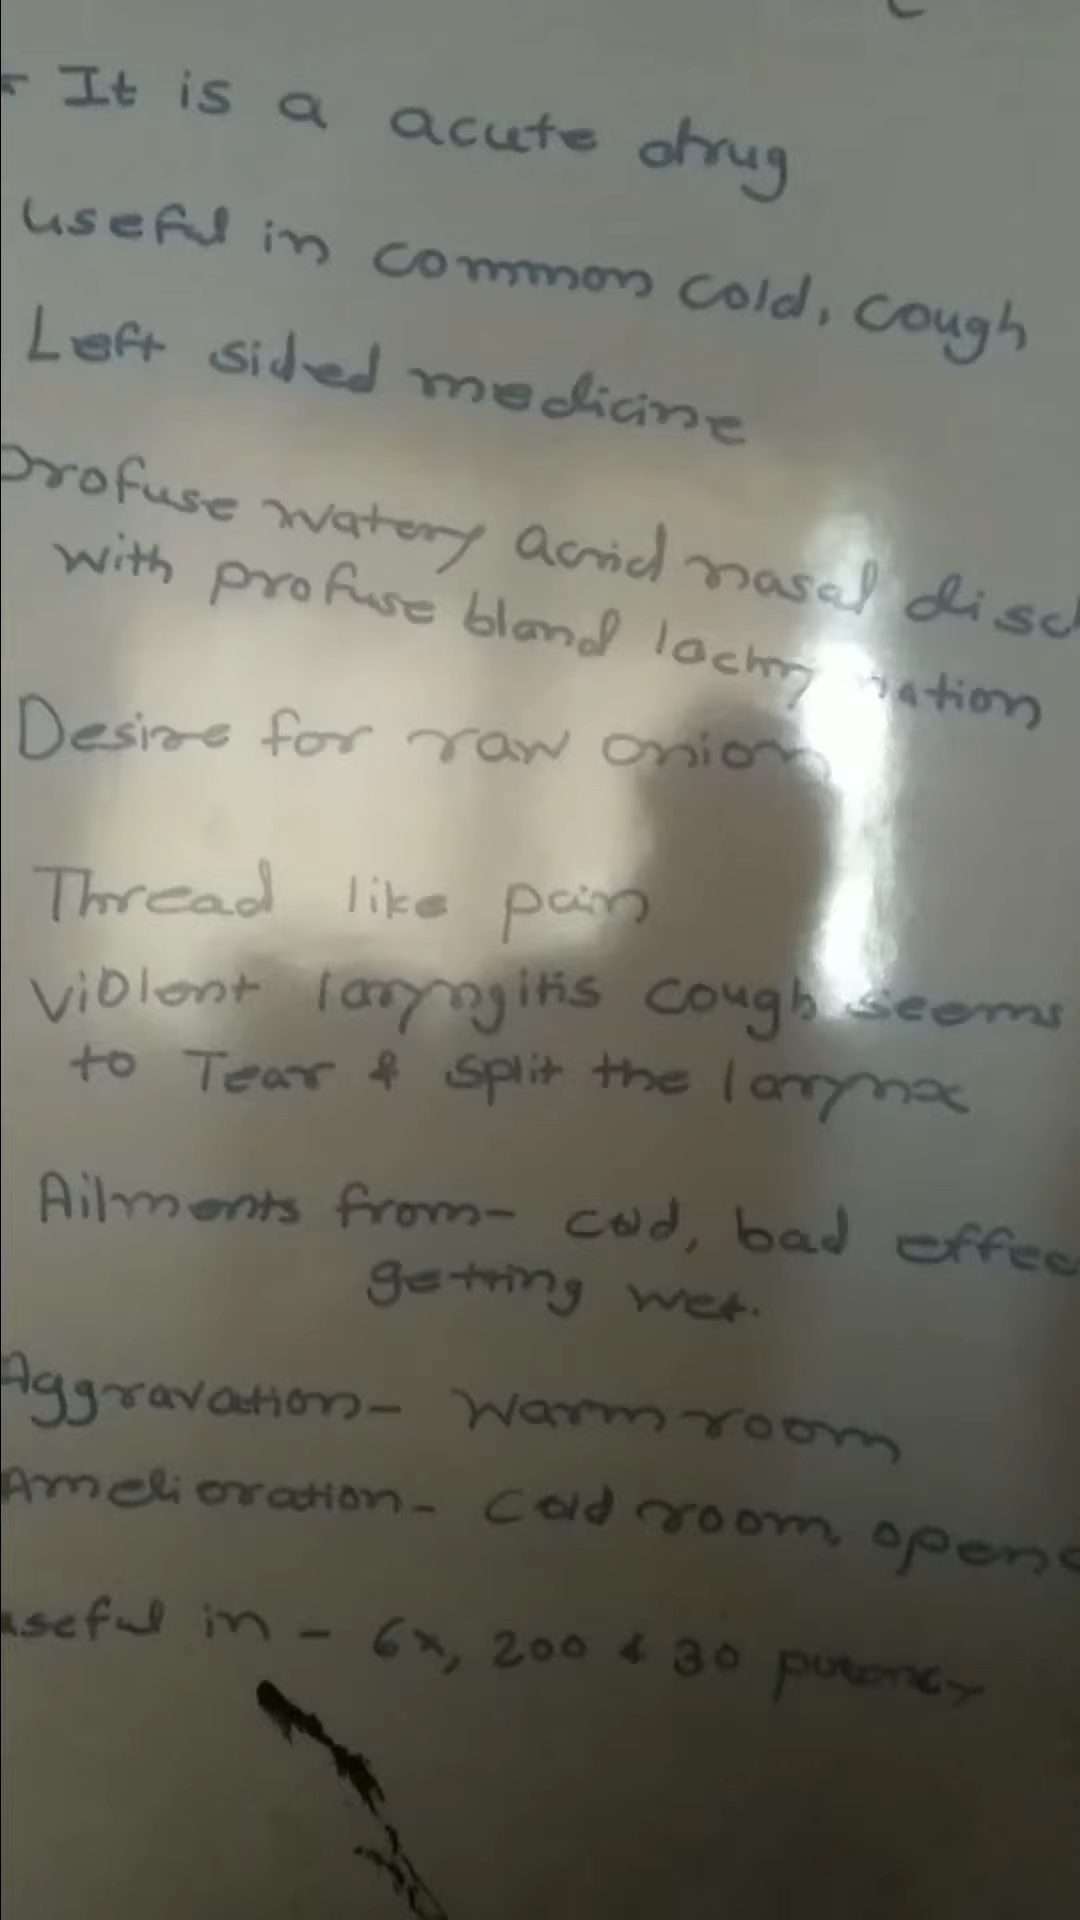 - It is a acute drug
useful in common cold, cough
Left sided medicine
profuse watery acrid nasal disch
with profuse bland
Desire for raw onion
Thread like pain
violent laryngitis cough seems
to Tear & split the larynx
Ailments from- cold, bad effec
getting wet.
Aggravation- Warm room
Amelioration- Cold room, open
useful in - 6x, 200 & 30 potency